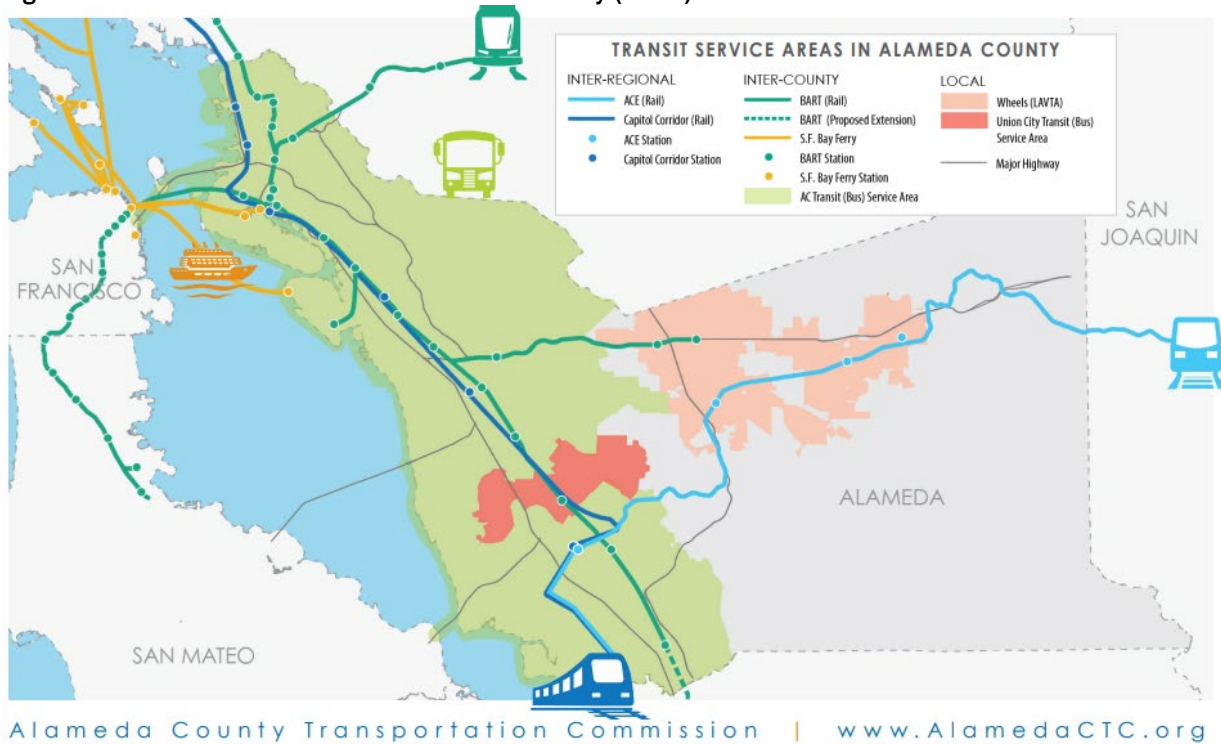 TRANSIT SERVICE AREAS IN ALAMEDA COUNTY
INTER-REGIONAL
ACE (Rail)
Capitol Corridor (Rail)
ACE Station
Capitol Corridor Station
INTER-COUNTY
BART (Rail)
BART (Proposed Extension)
S.F. Bay Ferry
BART Station
S.F. Bay Ferry Station
AC Transit (Bus) Service Area
LOCAL
Wheels (LAVTA)
Union City Transit (Bus)
Service Area
Major Highway
SAN
JOAQUIN
SAN
FRANCISCO
ALAMEDA
SAN MATEO
Alameda County Transportation Commission | www.AlamedaCTC.org